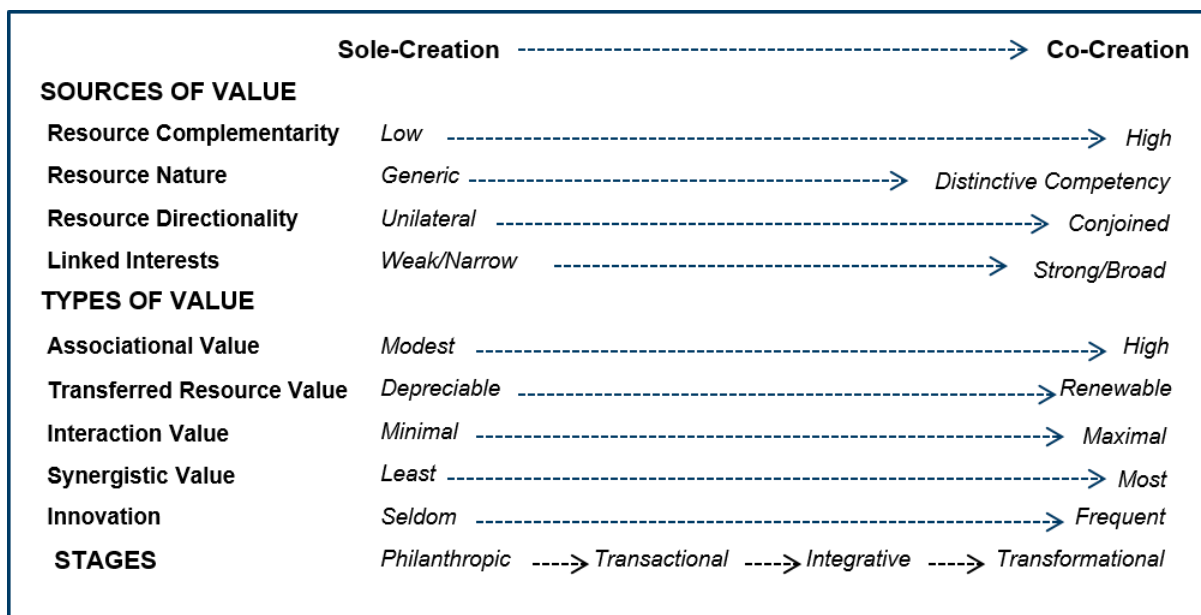 Sole-Creation Co-Creation
SOURCES OF VALUE
Resource Complementarity Low High
Resource Nature Generic Distinctive Competency
Resource Directionality Unilateral Conjoined
Linked Interests Weak/Narrow Strong/Broad
TYPES OF VALUE
Associational Value Modest High
Transferred Resource Value Depreciable Renewable
Interaction Value Minimal Maximal
Synergistic Value Least Most
Innovation Seldom Frequent
STAGES Philanthropic Transactional Integrative Transformational